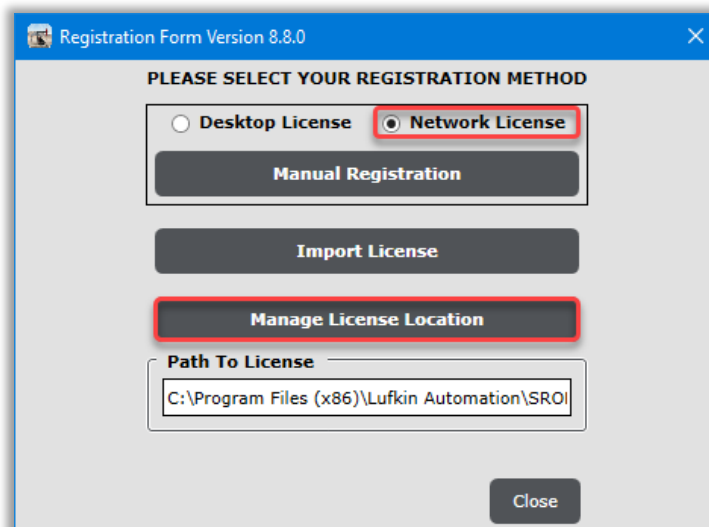 Registration Form Version 8.8.0
PLEASE SELECT YOUR REGISTRATION METHOD
Desktop License Network License
Manual Registration
Import License
Manage License Location
Path To License
C:\Program Files (x86)\Lufkin Automation\SRO
Close